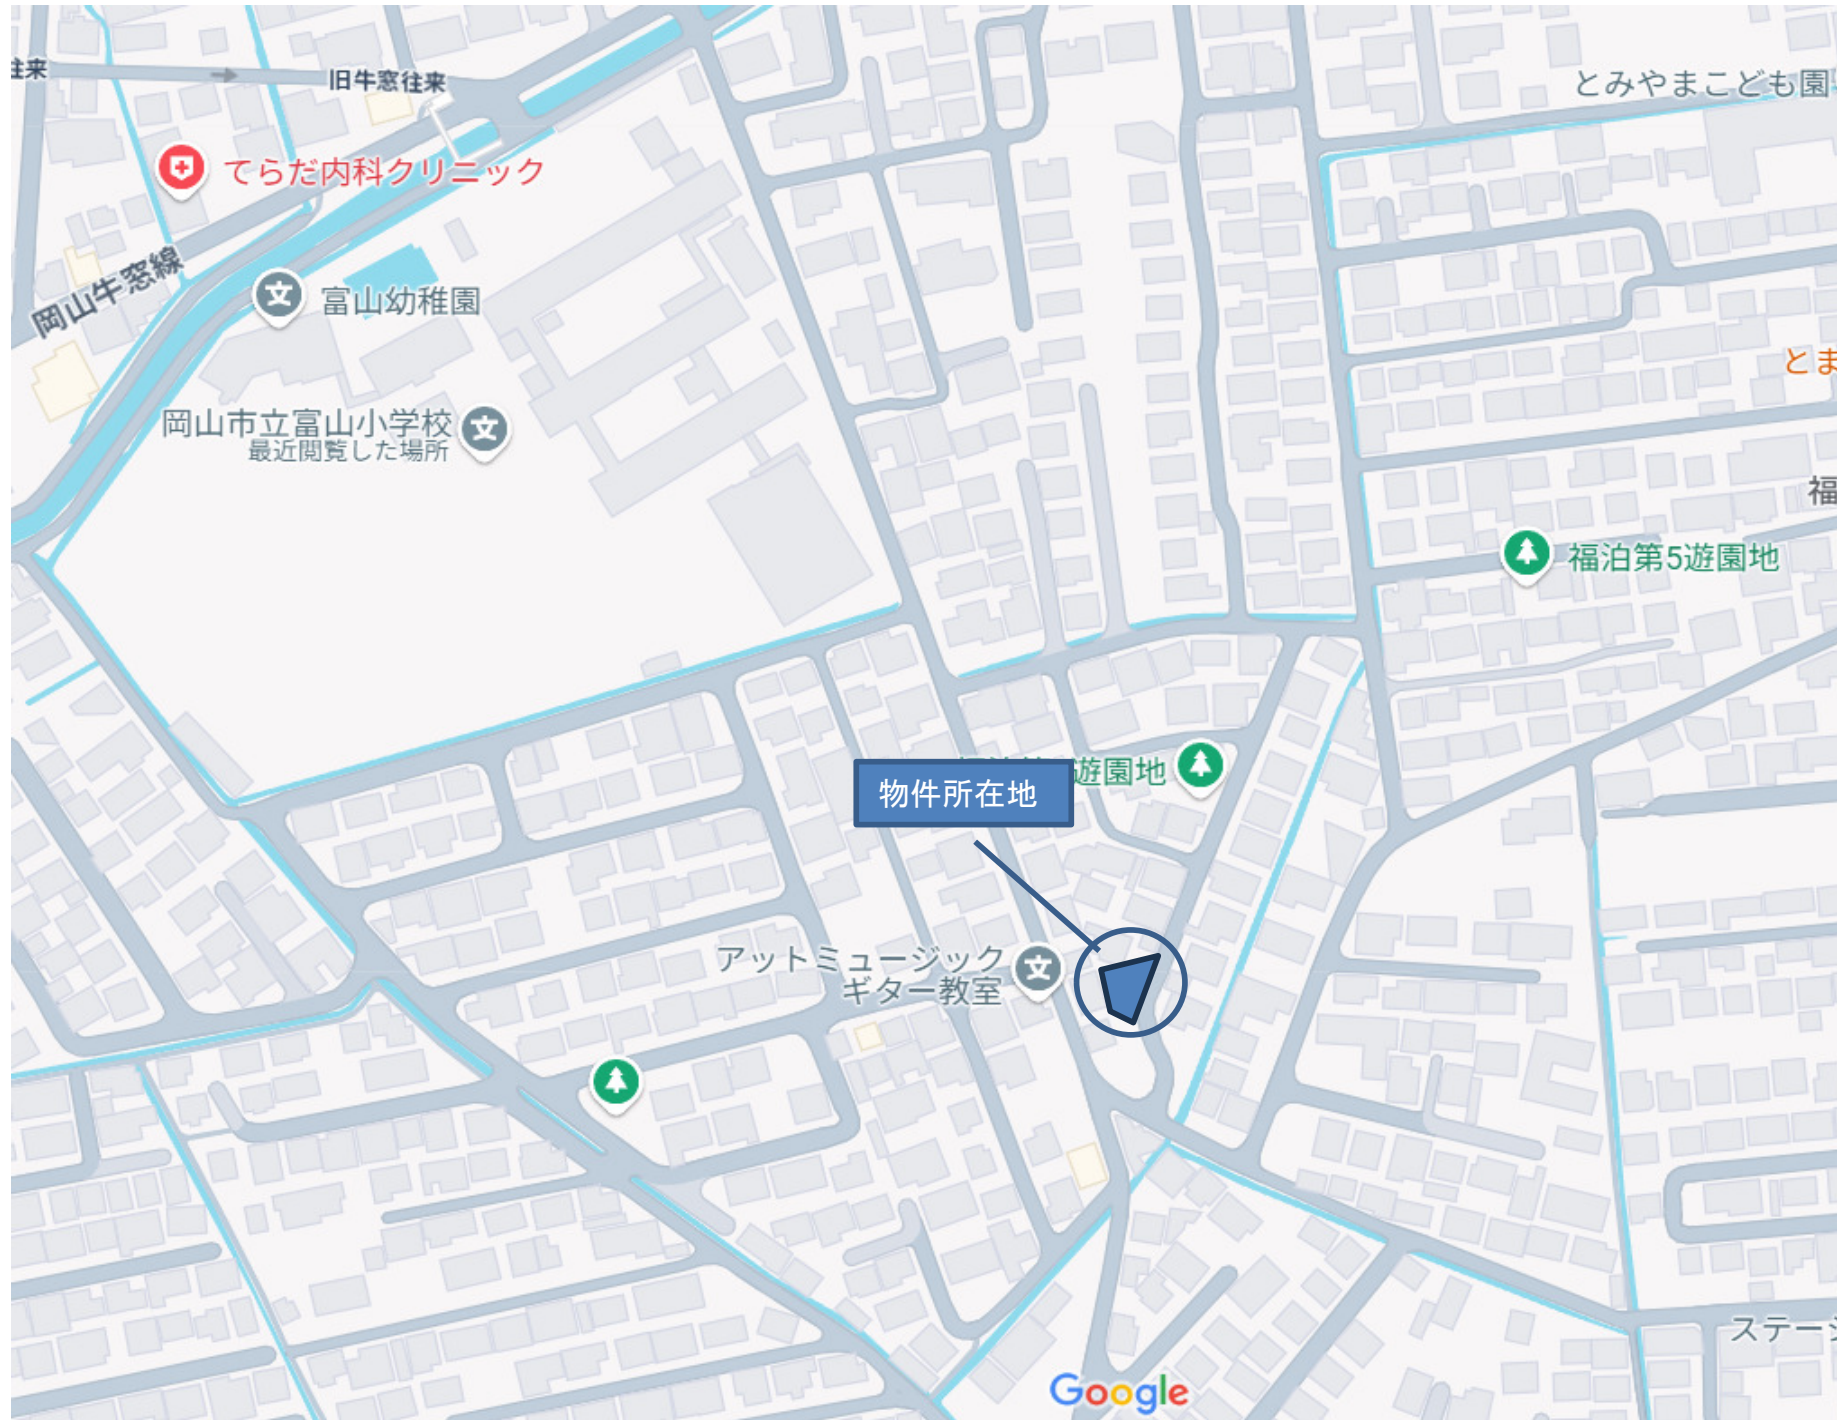 往来
旧牛窓往来
とみやまこども園
てらだ内科クリニック
岡山牛窓線
富山幼稚園
とま
岡山市立富山小学校
最近閲覧した場所
福
福泊第5遊園地
遊園地
物件所在地
アットミュージック
ギター教室
ステージ
Google